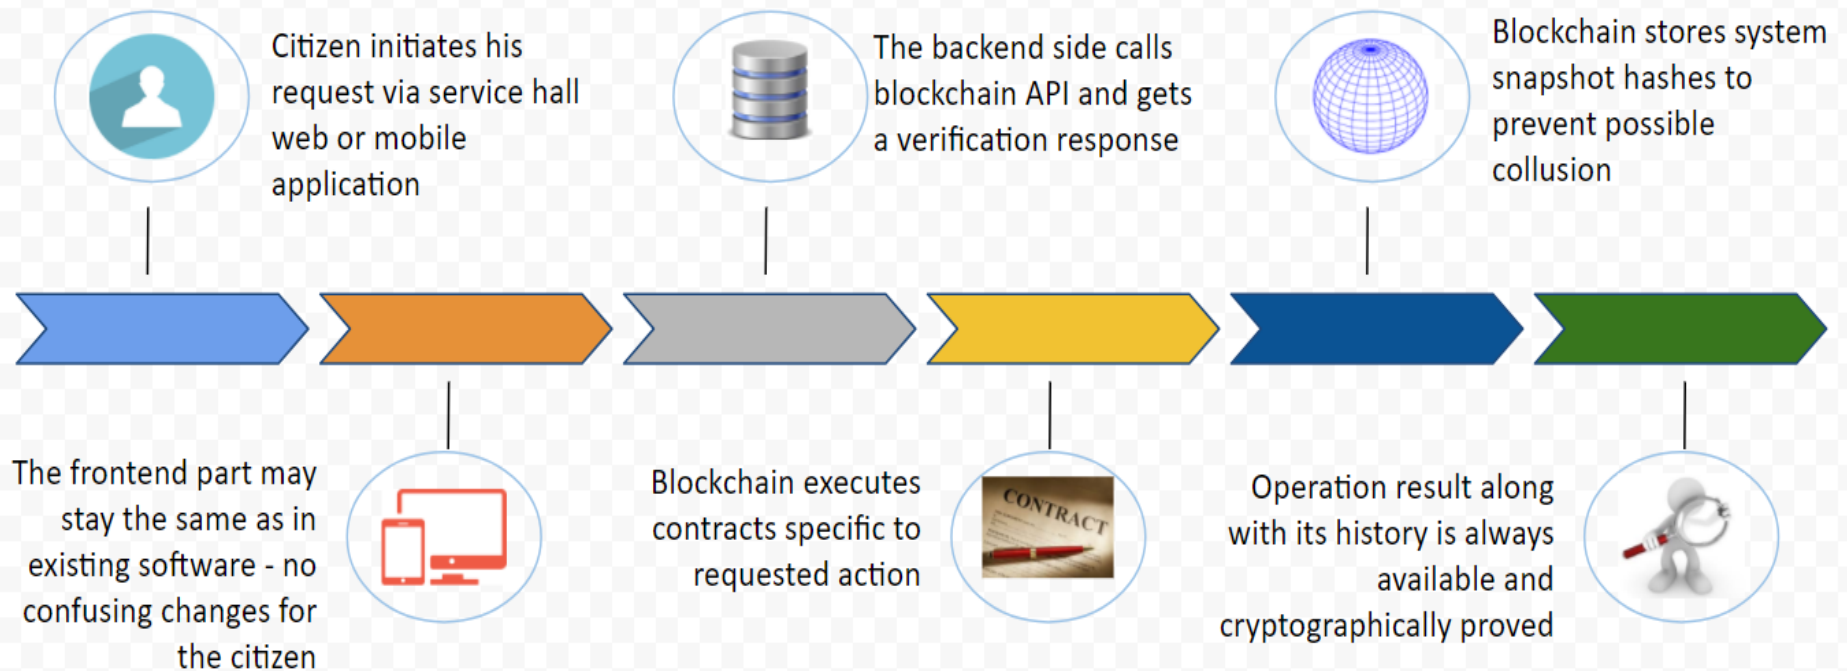 Citizen initiates his
request via service hall
web or mobile
application
The frontend part may
stay the same as in
existing software - no
confusing changes for
the citizen
The backend side calls
blockchain API and gets
a verification response
Blockchain executes
contracts specific to
requested action
CONTRACT
Blockchain stores system
snapshot hashes to
prevent possible
collusion
Operation result along
with its history is always
available and
cryptographically proved